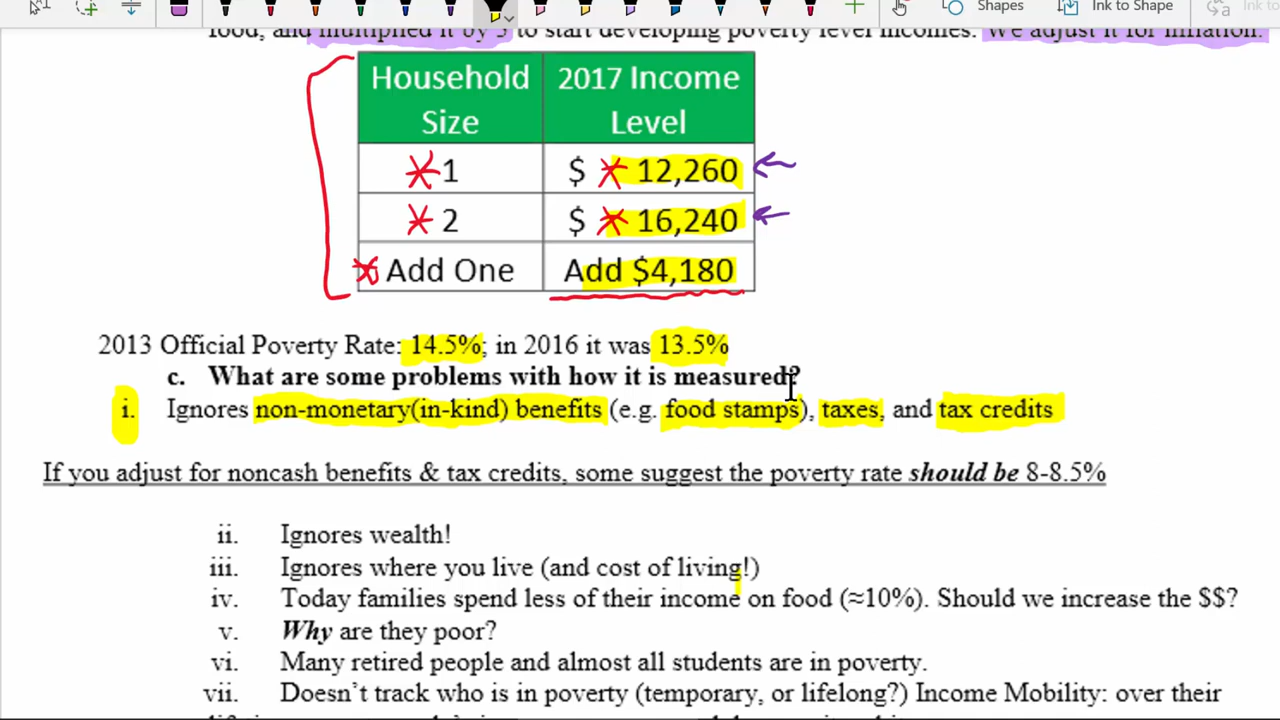 Shapes
Ink to Shape
Ink to
food, and multiplied it by 3 to start developing poverty level incomes. We adjust it for inflation.
Household Size 2017 Income Level
1 $ 12,260
2 $ 16,240
Add One Add $4,180
2013 Official Poverty Rate: 14.5%; in 2016 it was 13.5%
c. What are some problems with how it is measured?
i. Ignores non-monetary(in-kind) benefits (e.g. food stamps), taxes, and tax credits
If you adjust for noncash benefits & tax credits, some suggest the poverty rate should be 8-8.5%
ii. Ignores wealth!
iii. Ignores where you live (and cost of living!)
iv. Today families spend less of their income on food (≈10%). Should we increase the $$?
v. Why are they poor?
vi. Many retired people and almost all students are in poverty.
vii. Doesn't track who is in poverty (temporary, or lifelong?) Income Mobility: over their